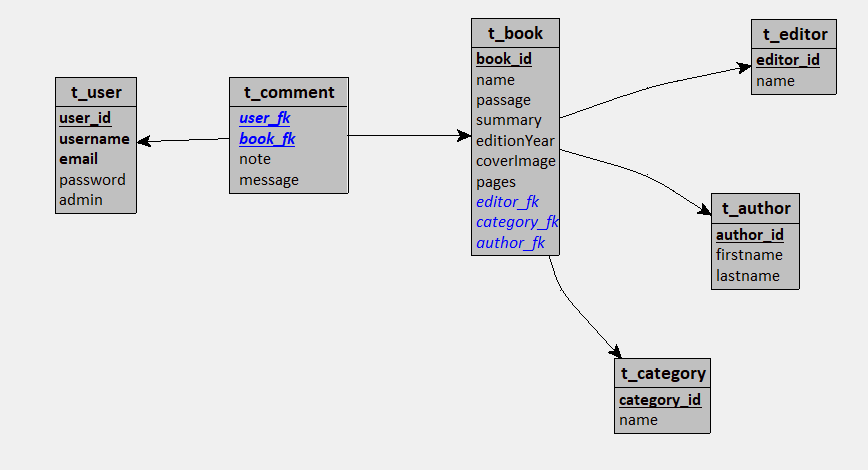 t_user
user_id
username
email
password
admin
t_comment
user_fk
book_fk
note
message
t_book
book_id
name
passage
summary
editionYear
coverImage
pages
editor_fk
category_fk
author_fk
t_editor
editor_id
name
t_author
author_id
firstname
lastname
t_category
category_id
name